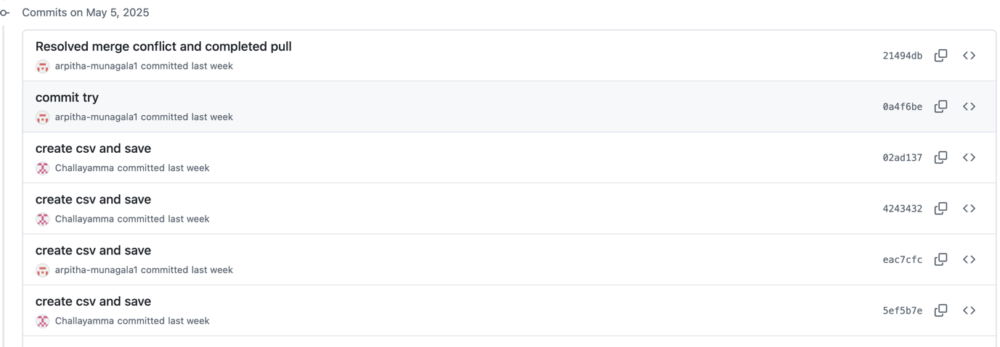 Commits on May 5, 2025
Resolved merge conflict and completed pull
arpitha-munagala1 committed last week
21494db
commit try
arpitha-munagala1 committed last week
0a4f6be
create csv and save
Challayamma committed last week
02ad137
create csv and save
Challayamma committed last week
4243432
create csv and save
arpitha-munagala1 committed last week
eac7cfc
create csv and save
Challayamma committed last week
5ef5b7e